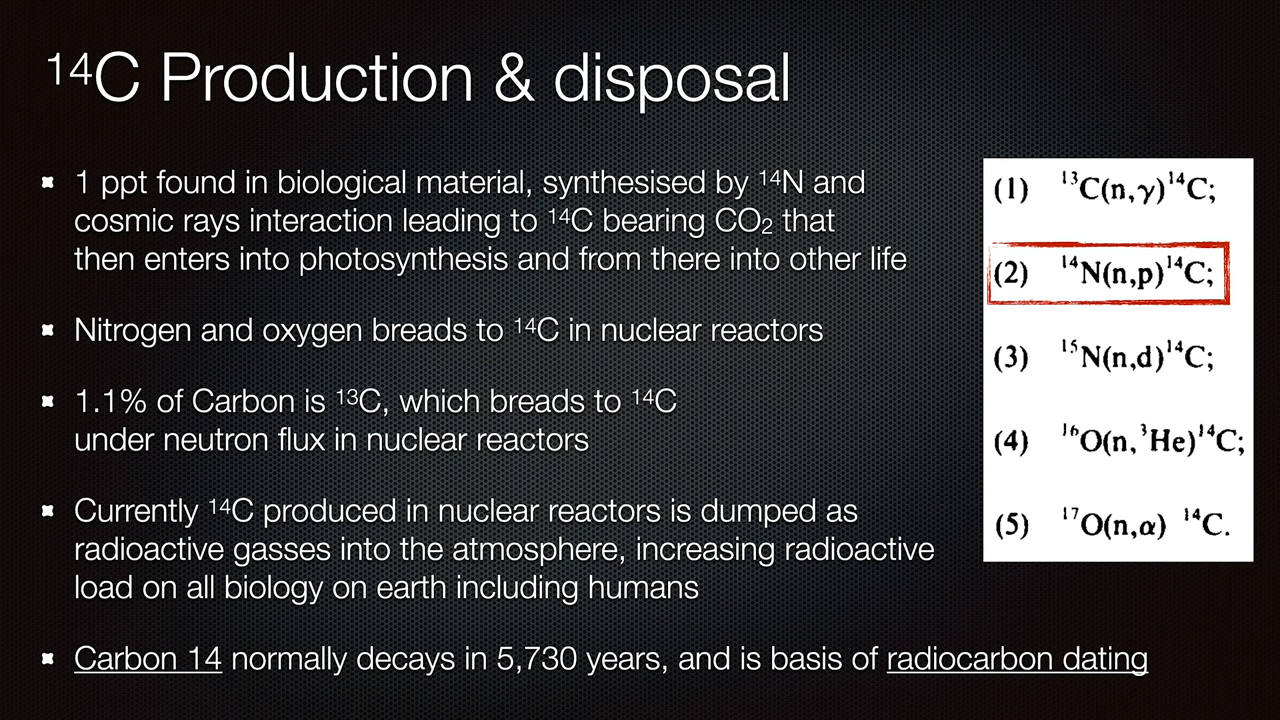 ¹⁴C Production & disposal
1 ppt found in biological material, synthesised by ¹⁴N and
cosmic rays interaction leading to ¹⁴C bearing CO₂ that
then enters into photosynthesis and from there into other life
Nitrogen and oxygen breads to ¹⁴C in nuclear reactors
1.1% of Carbon is ¹³C, which breads to ¹⁴C
under neutron flux in nuclear reactors
Currently ¹⁴C produced in nuclear reactors is dumped as
radioactive gasses into the atmosphere, increasing radioactive
load on all biology on earth including humans
Carbon 14 normally decays in 5,730 years, and is basis of radiocarbon dating
(1) ¹³C(n,γ)¹⁴C;
(2) ¹⁴N(n,p)¹⁴C;
(3) ¹⁵N(n,d)¹⁴C;
(4) ¹⁶O(n,³He)¹⁴C;
(5) ¹⁷O(n,α) ¹⁴C.